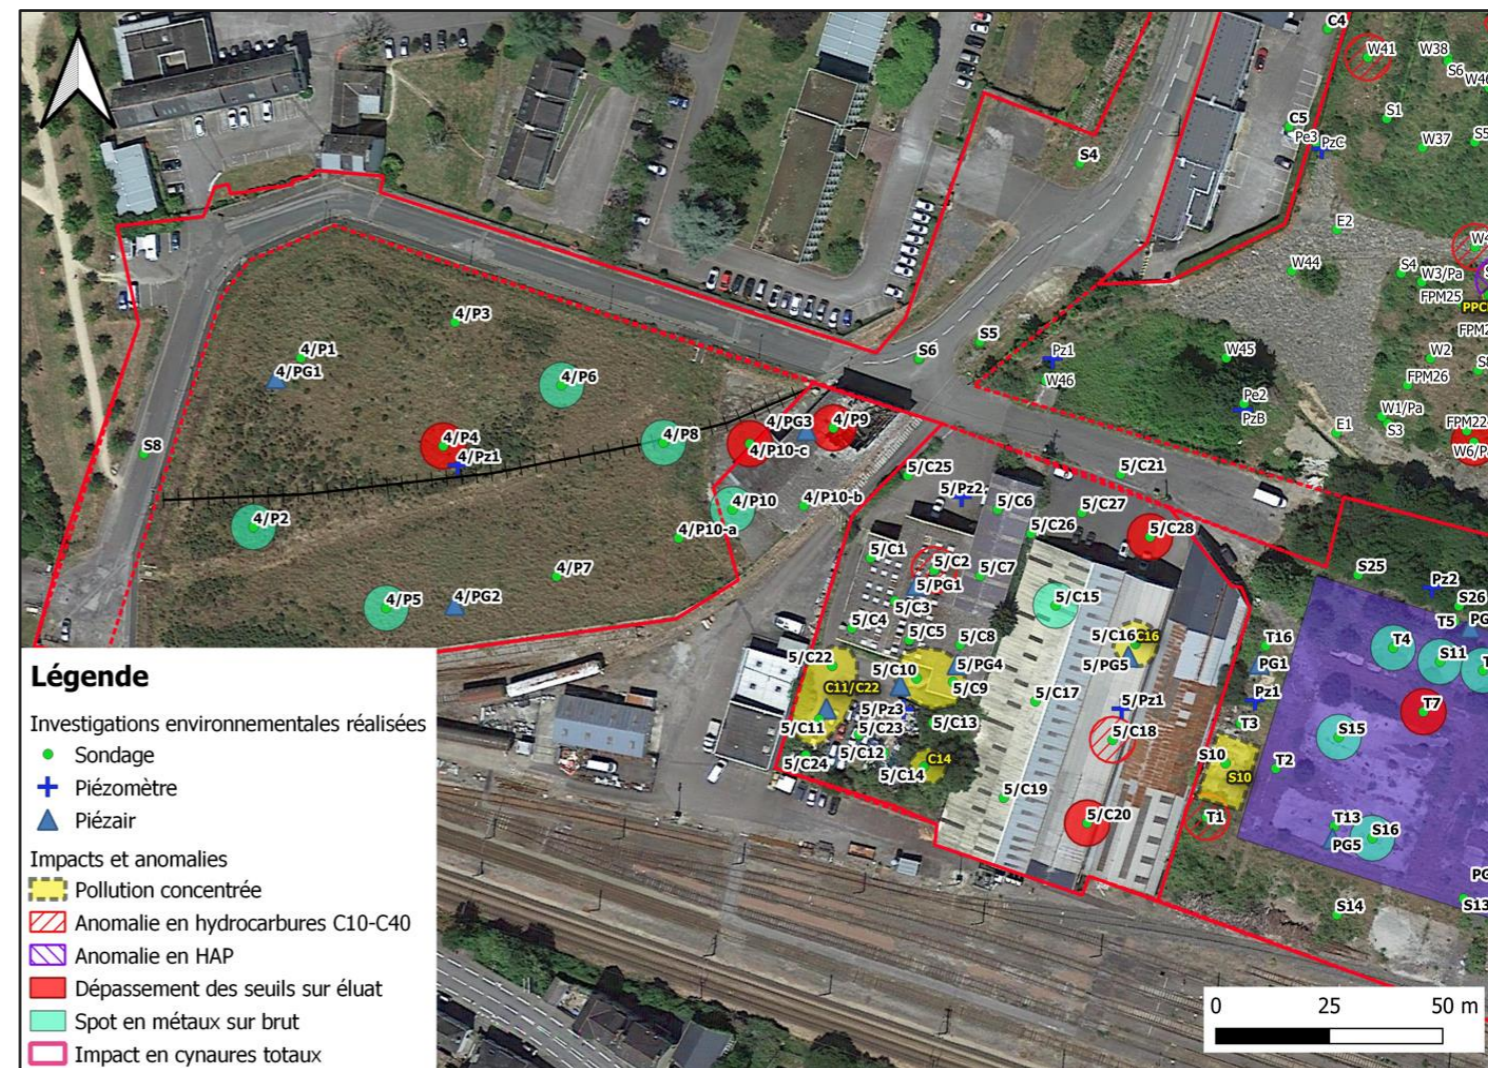 C4
W41
W38
S6
W46
S1
C5
Pe3
PzC
W37
S4
E2
W44
S4
W3/Pa
FPM25
4/P3
4/P1
4/PG1
4/P6
S6
S5
Pz1
W46
W45
W2
FPM26
Pe2
PzB
W1/Pa
S3
E1
S8
4/P4
4/Pz1
4/P8
4/PG3
4/P9
4/P10-c
4/P2
4/P10
4/P10-b
4/P10-a
4/P5
4/PG2
4/P7
5/C25
5/Pz2
5/C6
5/C21
5/C27
5/C26
5/C28
5/C1
5/C2
5/PG1
5/C7
5/C3
5/C4
5/C5
5/C8
5/C15
5/C16
C16
5/PG5
5/C22
C11/C22
5/C10
5/PG4
5/C9
5/C17
5/Pz1
5/Pz3
5/C11
5/C23
5/C13
5/C18
5/C12
5/C24
5/C14
C14
5/C19
5/C20
S25
Pz2
S26
T5
T16
PG1
Pz1
T3
T4
S11
T7
S15
S10
S10
T2
T1
T13
S16
PG5
S14
S13
Légende
Investigations environnementales réalisées
Sondage
Piézomètre
Piézair
Impacts et anomalies
Pollution concentrée
Anomalie en hydrocarbures C10-C40
Anomalie en HAP
Dépassement des seuils sur éluat
Spot en métaux sur brut
Impact en cynaures totaux
0 25 50 m